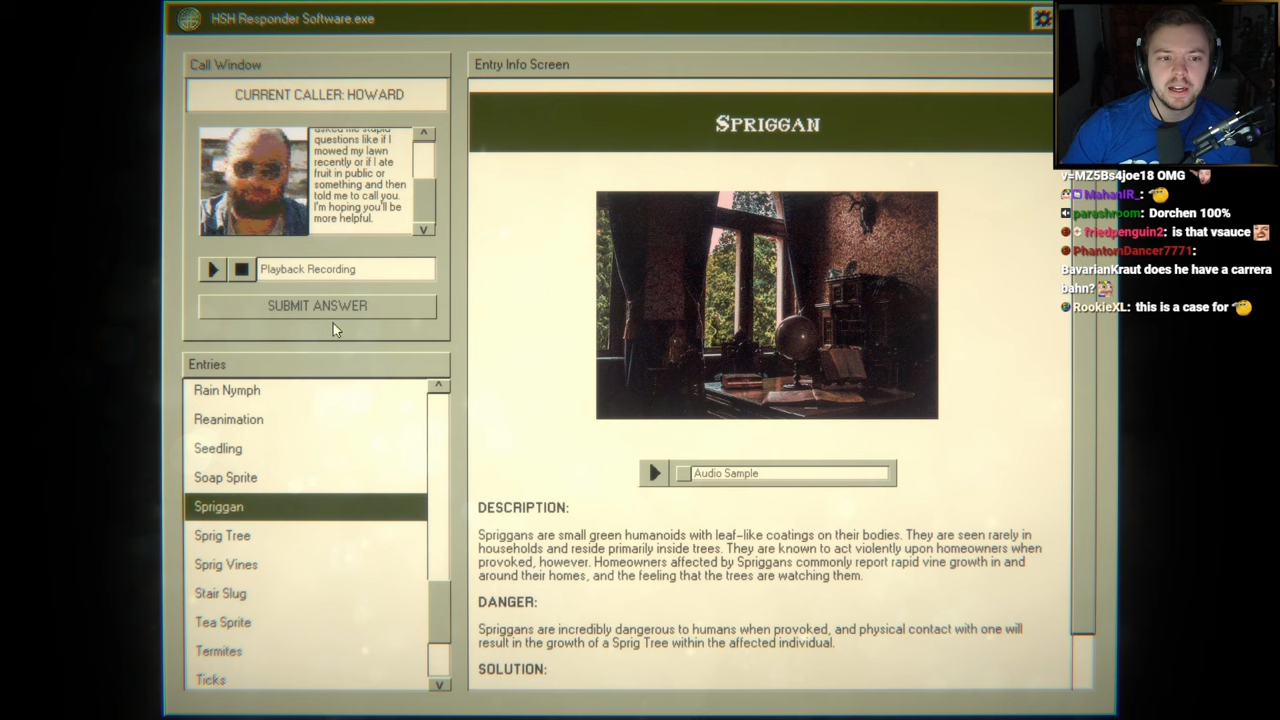 HSH Responder Software.exe
Call Window
CURRENT CALLER: HOWARD
asked me stupid
questions like if I
mowed my lawn
recently or if I ate
fruit in public or
something and then
told me to call you.
I'm hoping you'll be
more helpful.
Playback Recording
SUBMIT ANSWER
Entries
Rain Nymph
Reanimation
Seedling
Soap Sprite
Spriggan
Sprig Tree
Sprig Vines
Stair Slug
Tea Sprite
Termites
Ticks
Entry Info Screen
SPRIGGAN
Audio Sample
DESCRIPTION:
Spriggans are small green humanoids with leaf-like coatings on their bodies. They are seen rarely in
households and reside primarily inside trees. They are known to act violently upon homeowners when
provoked, however. Homeowners affected by Spriggans commonly report rapid vine growth in and
around their homes, and the feeling that the trees are watching them.
DANGER:
Spriggans are incredibly dangerous to humans when provoked, and physical contact with one will
result in the growth of a Sprig Tree within the affected individual.
SOLUTION:
v=MZ5Bs4joe18 OMG
MahanIR_:
parashroom: Dorchen 100%
friedpenguin2: is that vsauce
PhantomDancer7771:
BavarianKraut does he have a carrera
bahn?
RookieXL: this is a case for